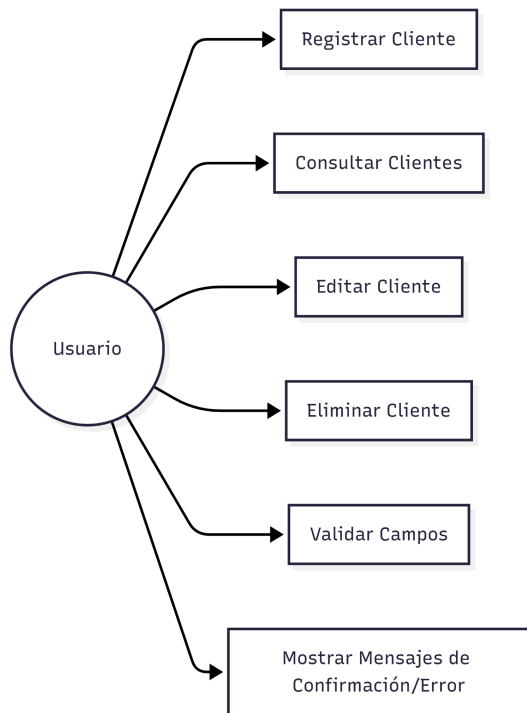 Registrar Cliente
Consultar Clientes
Editar Cliente
Usuario
Eliminar Cliente
Validar Campos
Mostrar Mensajes de
Confirmación/Error